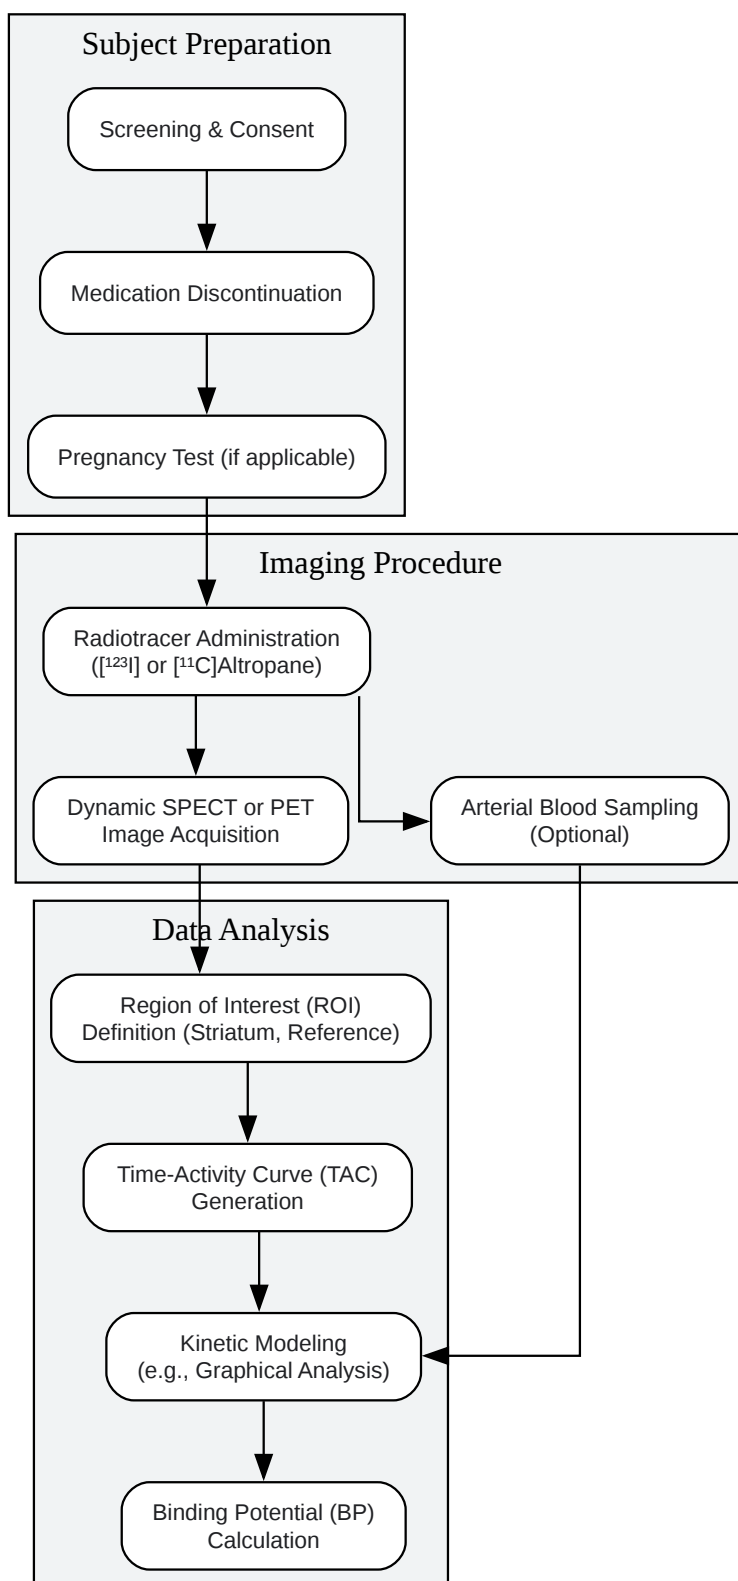 Subject Preparation
Screening & Consent
Medication Discontinuation
Pregnancy Test (if applicable)
Imaging Procedure
Radiotracer Administration
([¹²³I] or [¹¹C]Altropane)
Dynamic SPECT or PET
Image Acquisition
Arterial Blood Sampling
(Optional)
Data Analysis
Region of Interest (ROI)
Definition (Striatum, Reference)
Time-Activity Curve (TAC)
Generation
Kinetic Modeling
(e.g., Graphical Analysis)
Binding Potential (BP)
Calculation